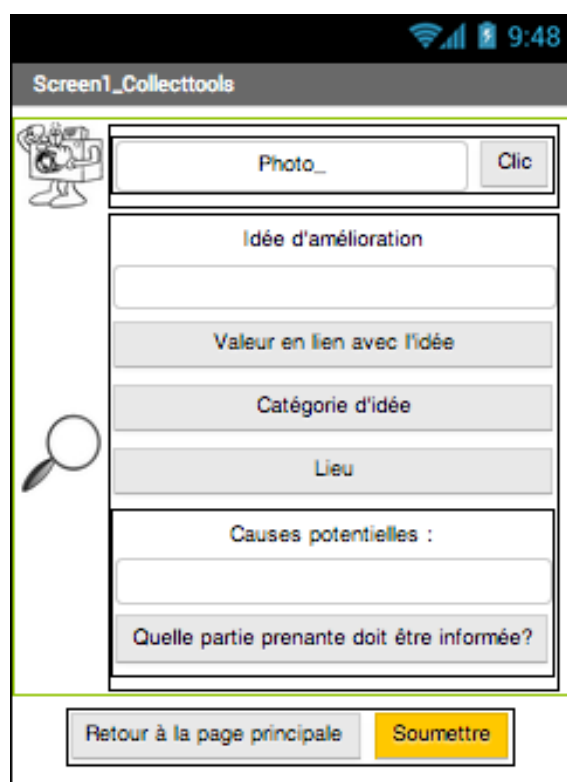 9:48
Screen1_Collecttools
Photo_
Clic
Idée d'amélioration
Valeur en lien avec l'idée
Catégorie d'idée
Lieu
Causes potentielles :
Quelle partie prenante doit être informée?
Retour à la page principale
Soumettre